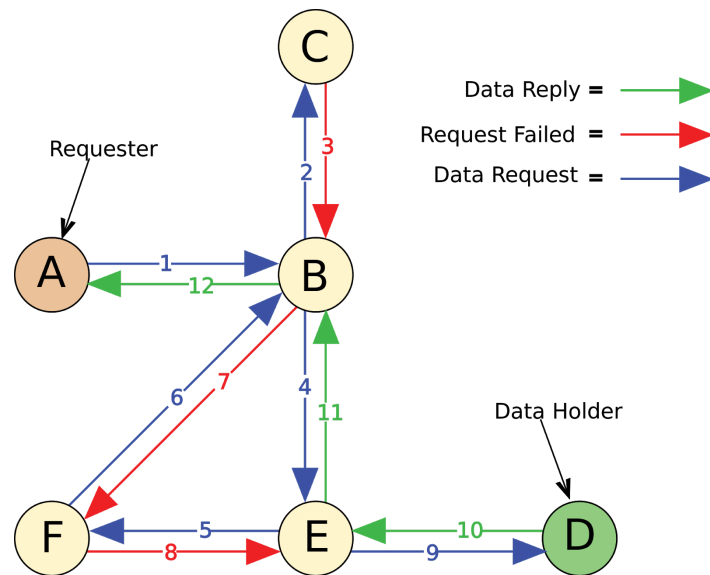 C
Data Reply =
Request Failed =
Data Request =
Requester
3
2
A
1
12
B
6
7
4
11
Data Holder
F
5
8
E
10
9
D